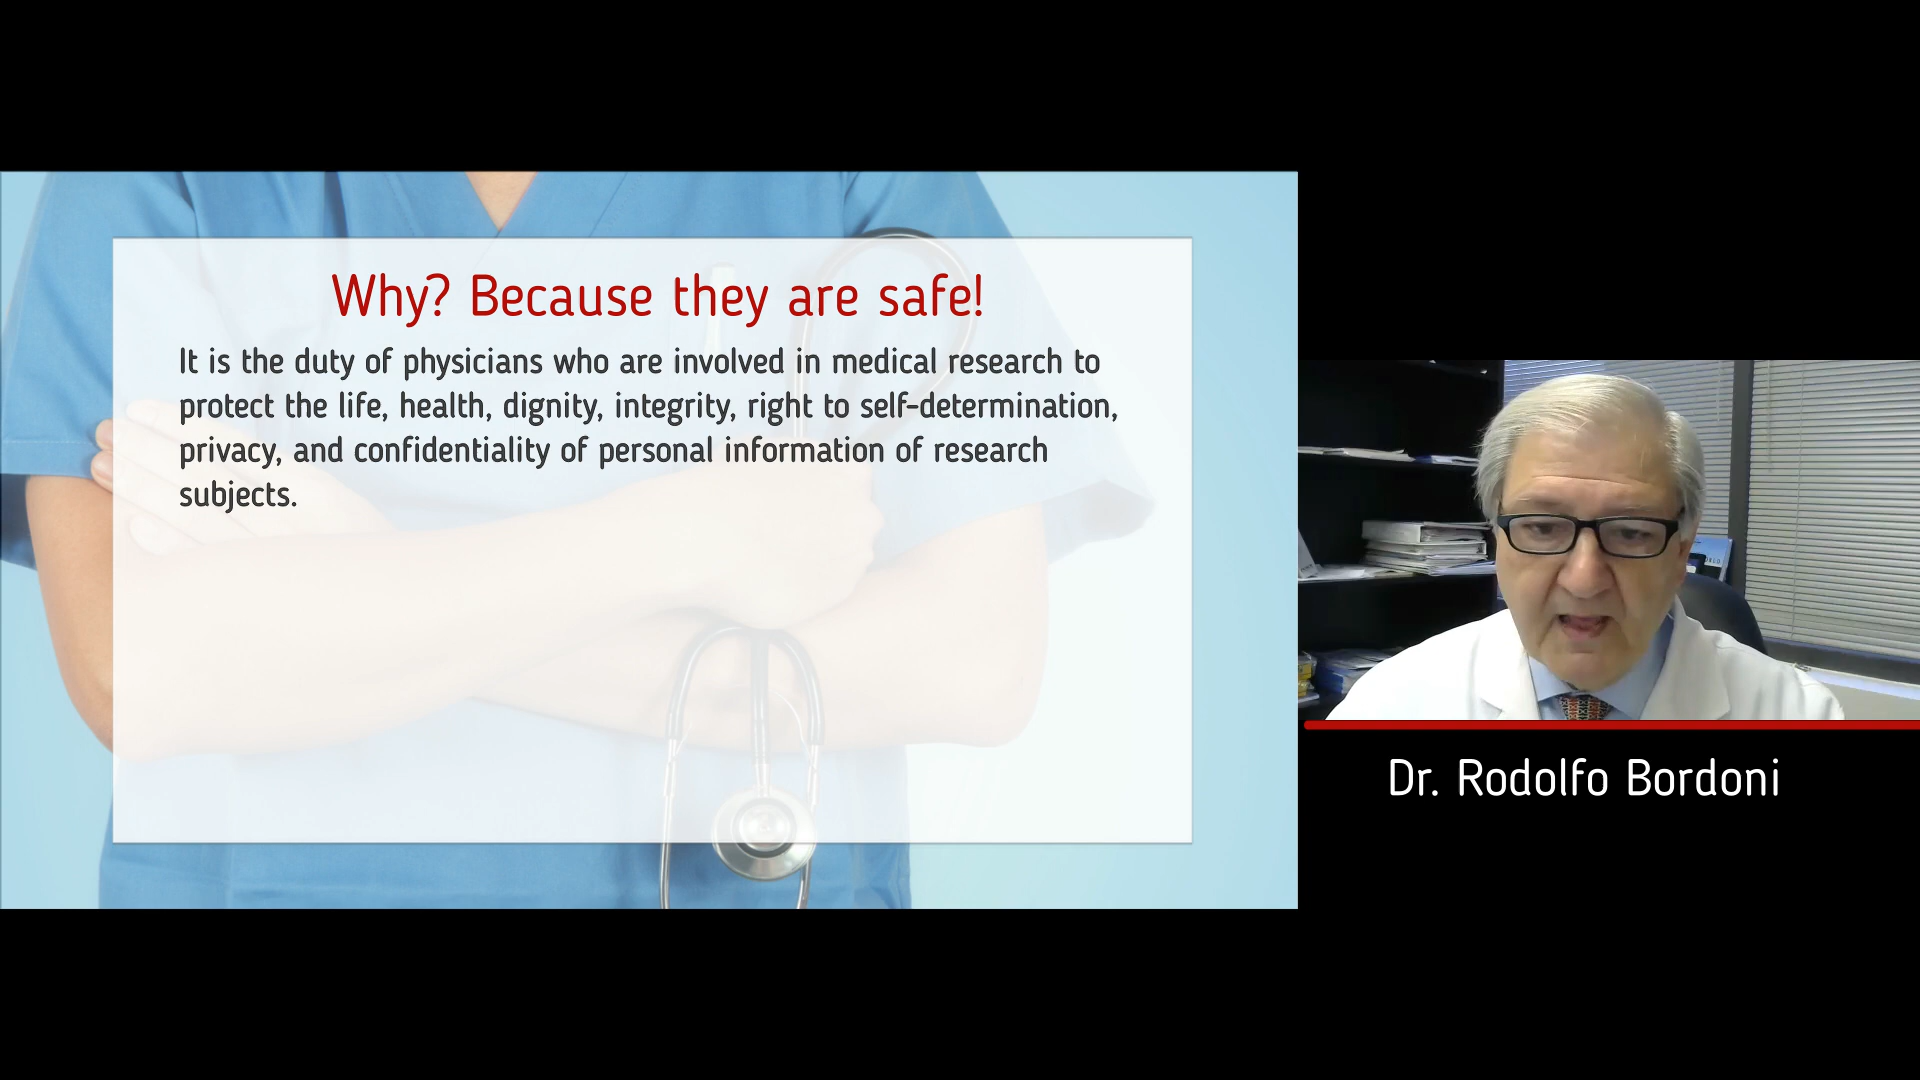 Why? Because they are safe!
It is the duty of physicians who are involved in medical research to
protect the life, health, dignity, integrity, right to self-determination,
privacy, and confidentiality of personal information of research
subjects.
Dr. Rodolfo Bordoni